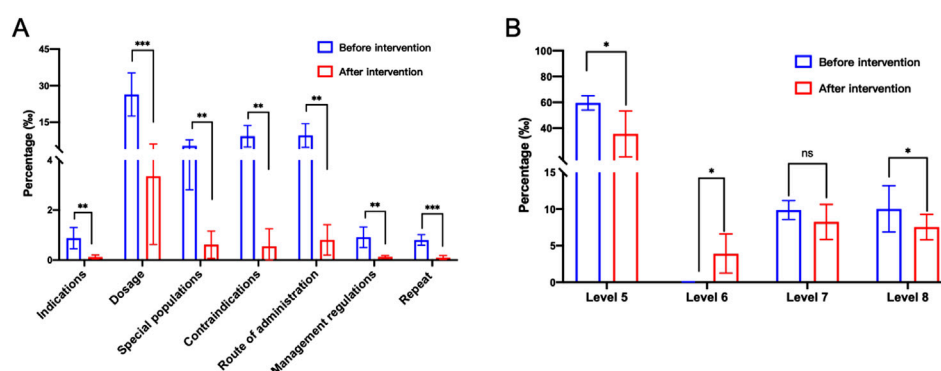 A
Before intervention
After intervention
Percentage (‰)
45
30
15
4
2
0
***
**
**
**
**
**
***
Indications
Dosage
Special populations
Contraindications
Route of administration
Management regulations
Repeat
B
Before intervention
After intervention
Percentage (‰)
100
80
60
40
15
10
5
0
*
*
ns
*
Level 5
Level 6
Level 7
Level 8